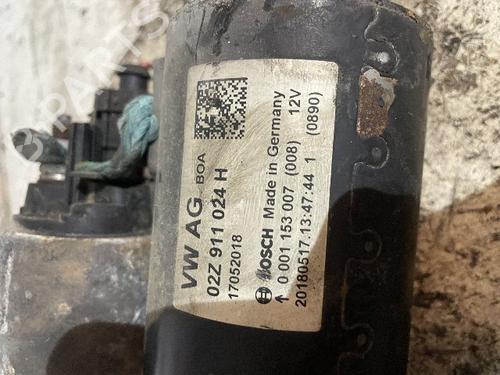 VW AG BOA
02Z 911 024 H
17052018
BOSCH Made in Germany 12V
0 001 153 007 (008) (0890)
20180517 13:47:44 1
PARTS